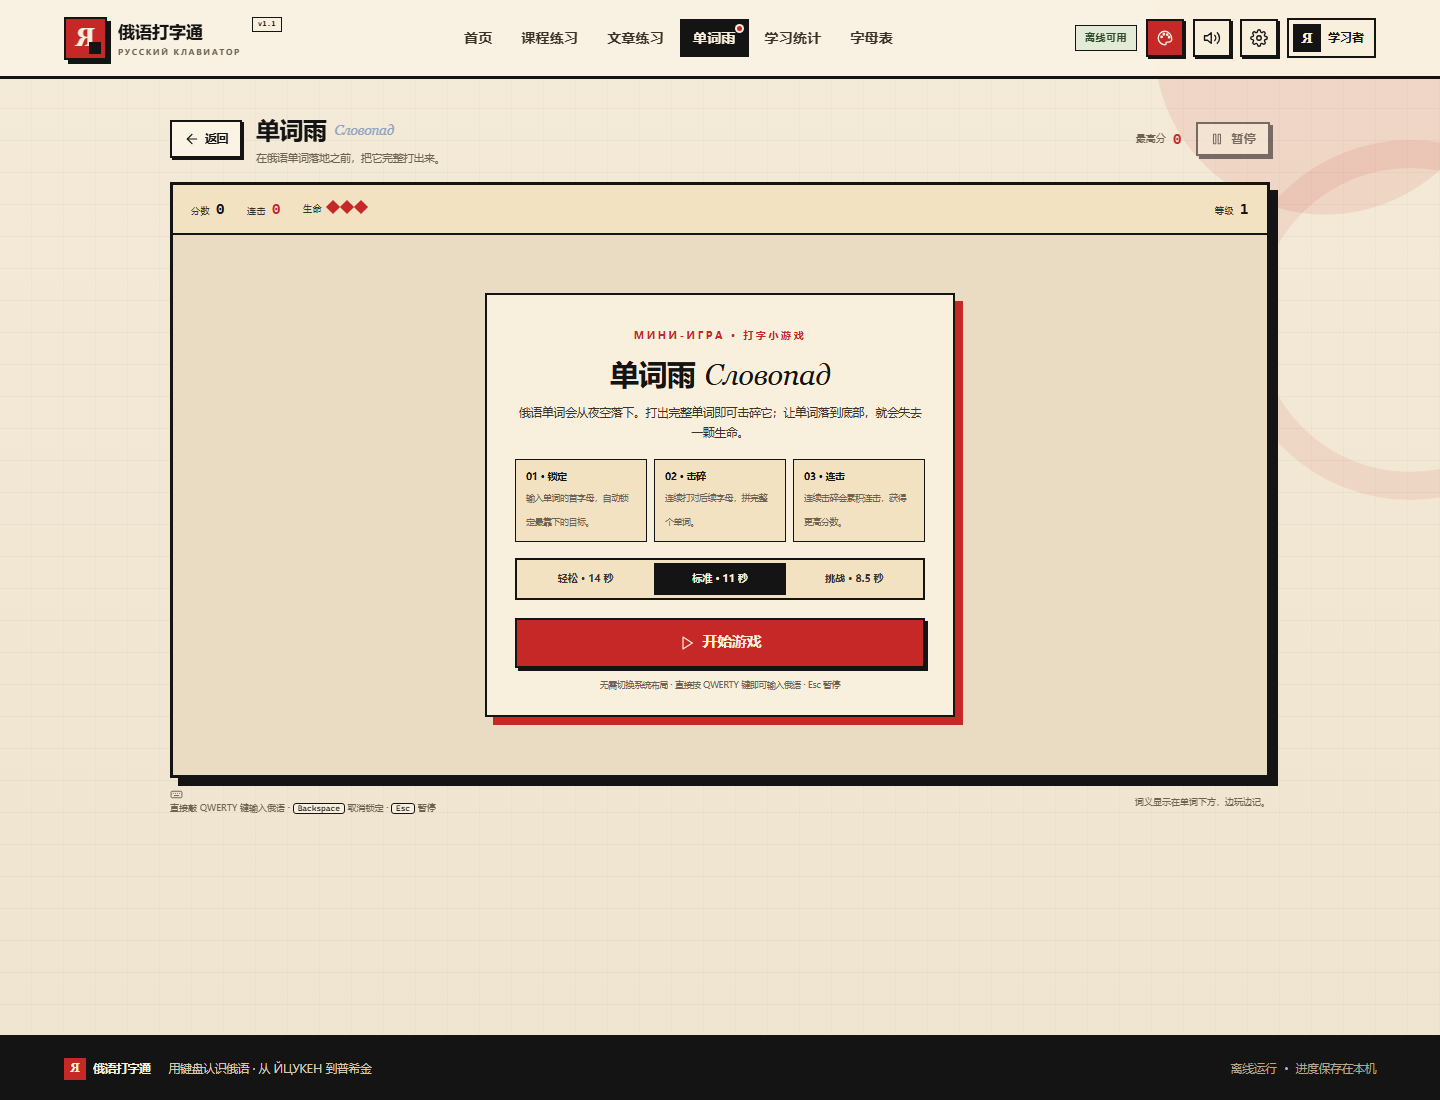 Я 俄语打字通 v1.1
РУССКИЙ КЛАВИАТОР
首页 课程练习 文章练习 单词雨 学习统计 字母表
离线可用 Я 学习者
返回 单词雨 Словопад
在俄语单词落地之前，把它完整打出来。
最高分 0 暂停
分数 0 连击 0 生命 等级 1
МИНИ-ИГРА • 打字小游戏
单词雨 Словопад
俄语单词会从夜空落下。打出完整单词即可击碎它；让单词落到底部，就会失去
一颗生命。
01 • 锁定
输入单词的首字母，自动锁
定最靠下的目标。
02 • 击碎
连续打对后续字母，拼完整
个单词。
03 • 连击
连续击碎会累积连击，获得
更高分数。
轻松 • 14 秒 标准 • 11 秒 挑战 • 8.5 秒
开始游戏
无需切换系统布局 · 直接按 QWERTY 键即可输入俄语 · Esc 暂停
直接敲 QWERTY 键输入俄语 · Backspace 取消锁定 · Esc 暂停
词义显示在单词下方，边玩边记。
Я 俄语打字通 用键盘认识俄语 · 从 ЙЦУКЕН 到普希金
离线运行 • 进度保存在本机